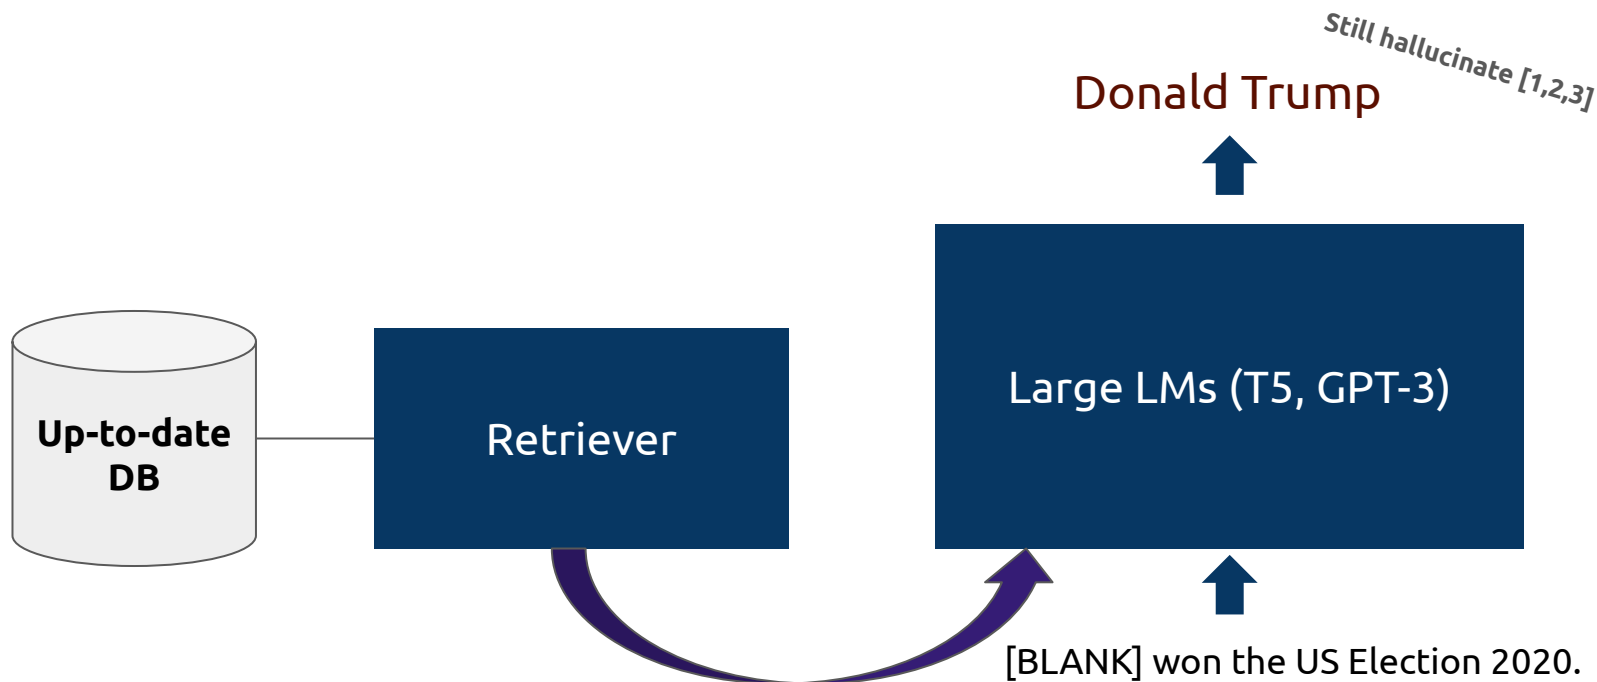 Still hallucinate [1,2,3]
Donald Trump
Large LMs (T5, GPT-3)
Up-to-date
DB
Retriever
[BLANK] won the US Election 2020.